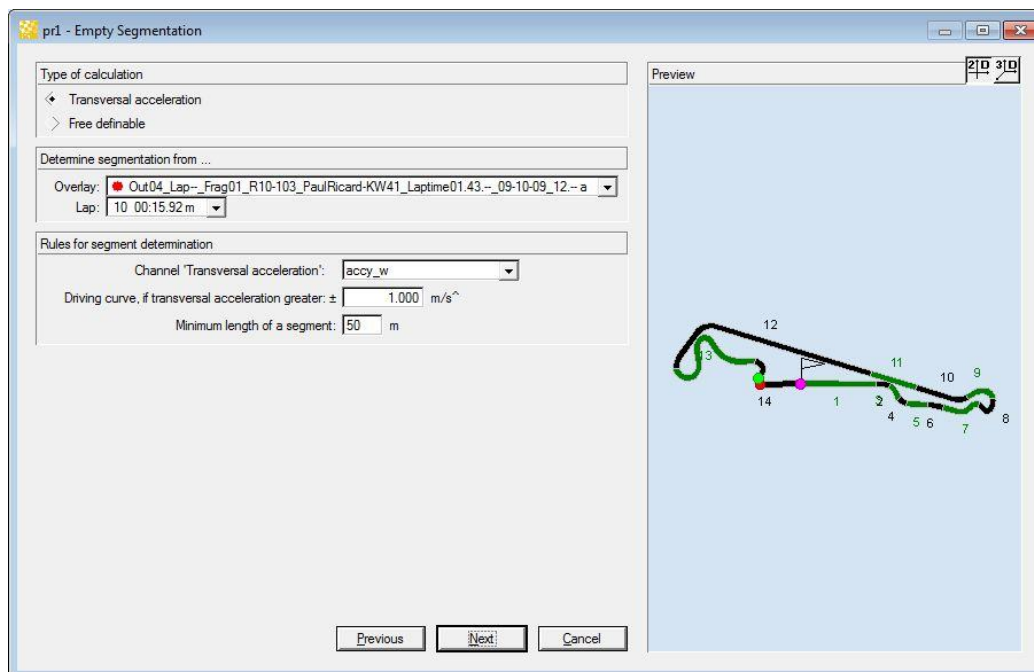 pr1 - Empty Segmentation
Type of calculation
Transversal acceleration
Free definable
Determine segmentation from ...
Overlay: Out04_Lap--_Frag01_R10-103_PaulRicard-KW41_Laptime01.43.--_09-10-09_12.-- a
Lap: 10 00:15.92 m
Rules for segment determination
Channel 'Transversal acceleration': accy_w
Driving curve, if transversal acceleration greater: ± 1.000 m/s^
Minimum length of a segment: 50 m
Previous Next Cancel
Preview
2D 3D
12
13
11
10 9
14 1 2
4 5 6 7 8